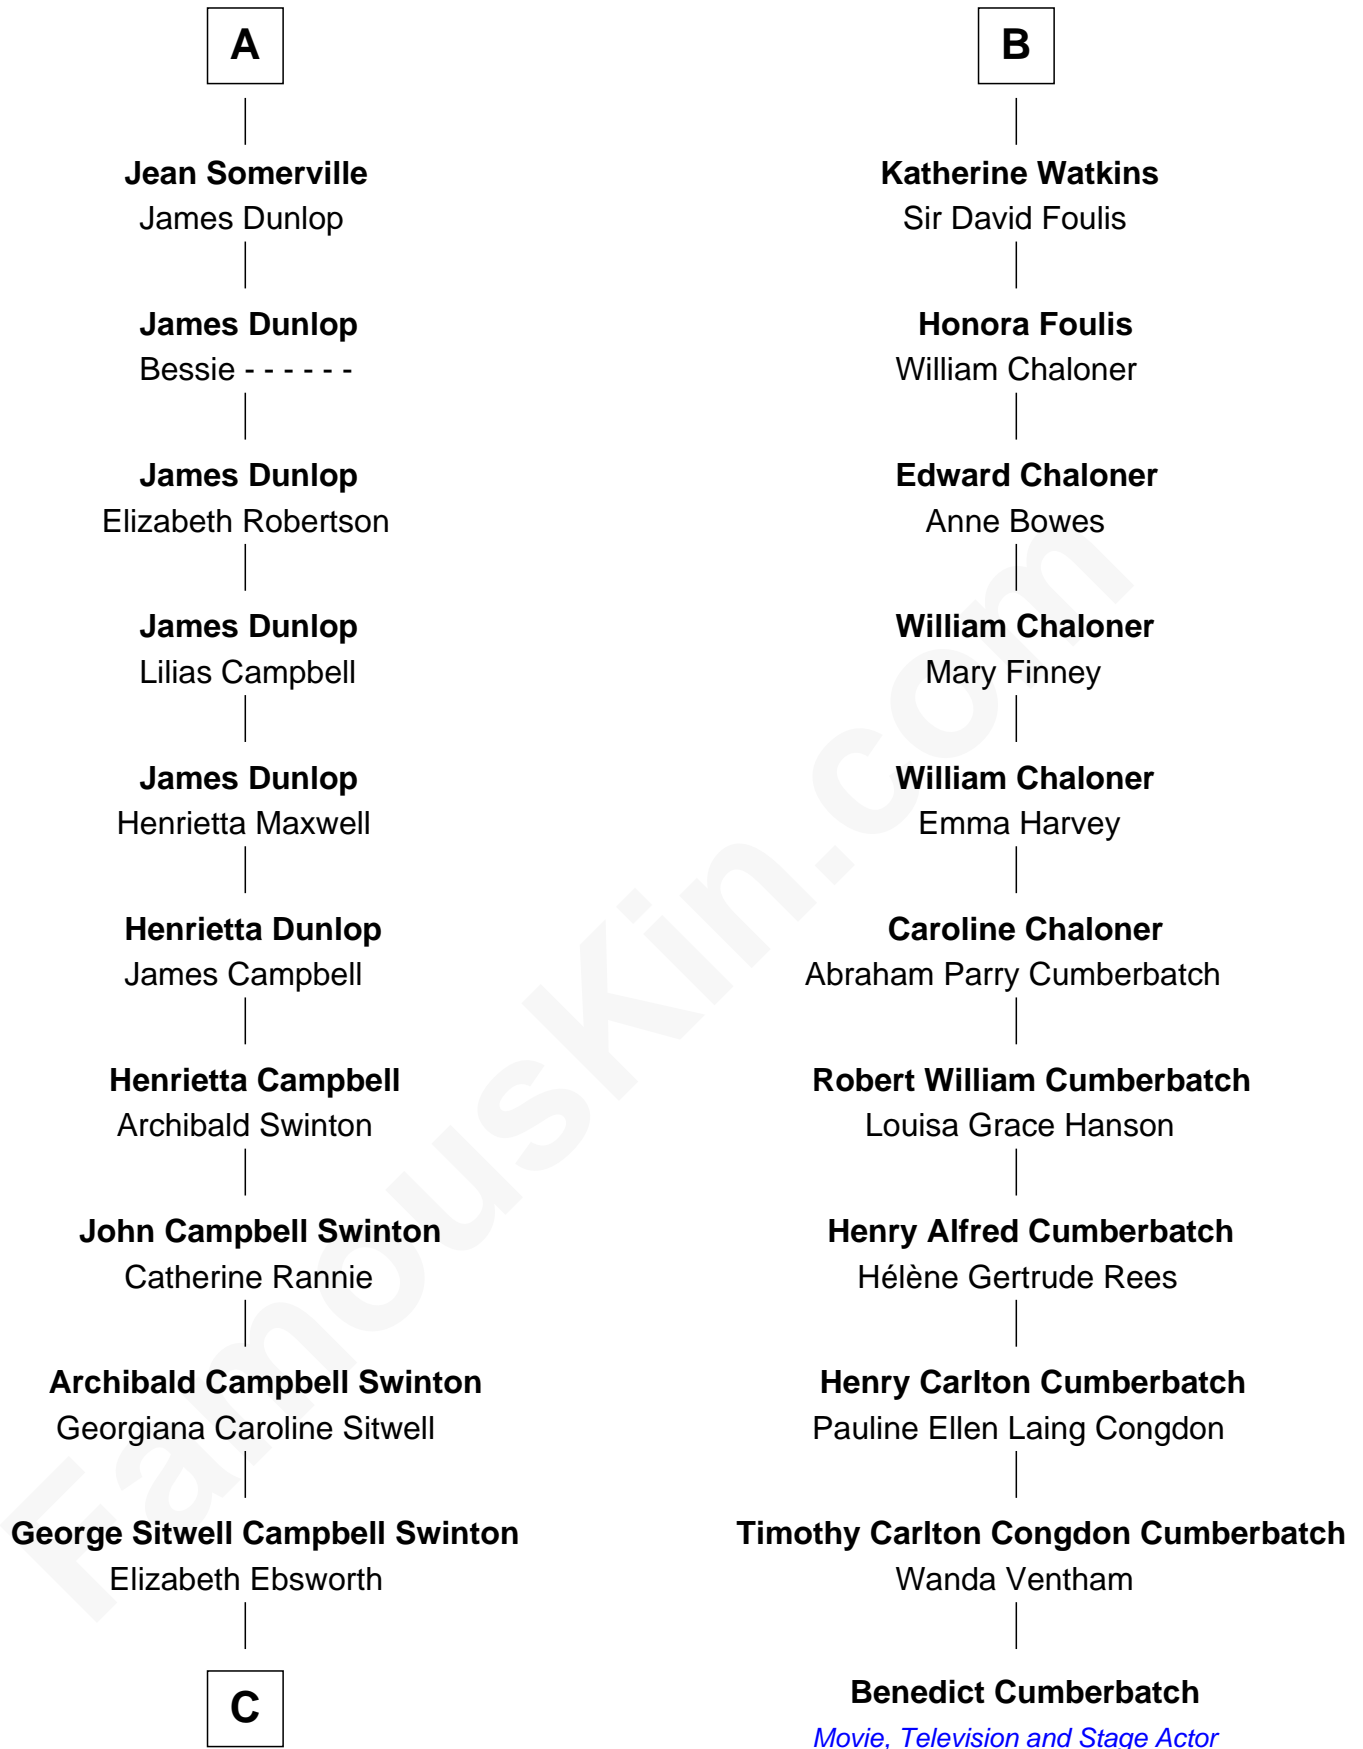 A
Jean Somerville
James Dunlop
James Dunlop
Bessie - - - - - -
James Dunlop
Elizabeth Robertson
James Dunlop
Lilias Campbell
James Dunlop
Henrietta Maxwell
Henrietta Dunlop
James Campbell
Henrietta Campbell
Archibald Swinton
John Campbell Swinton
Catherine Rannie
Archibald Campbell Swinton
Georgiana Caroline Sitwell
George Sitwell Campbell Swinton
Elizabeth Ebsworth
C
B
Katherine Watkins
Sir David Foulis
Honora Foulis
William Chaloner
Edward Chaloner
Anne Bowes
William Chaloner
Mary Finney
William Chaloner
Emma Harvey
Caroline Chaloner
Abraham Parry Cumberbatch
Robert William Cumberbatch
Louisa Grace Hanson
Henry Alfred Cumberbatch
Hélène Gertrude Rees
Henry Carlton Cumberbatch
Pauline Ellen Laing Congdon
Timothy Carlton Congdon Cumberbatch
Wanda Ventham
Benedict Cumberbatch
Movie, Television and Stage Actor
FamousKin.com